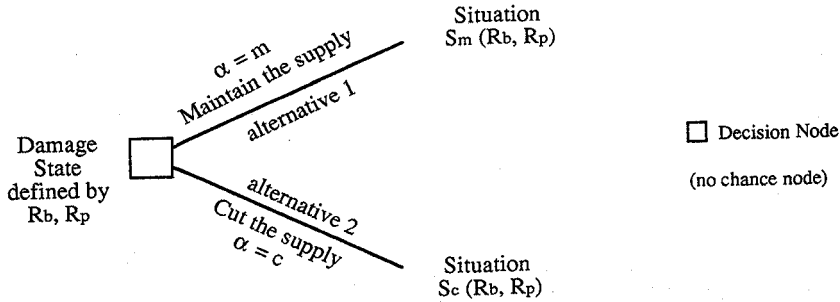 Situation
Sm (Rb, Rp)
α = m
Maintain the supply
alternative 1
Damage
State
defined by
Rb, Rp
Decision Node
(no chance node)
alternative 2
Cut the supply
α = c
Situation
Sc (Rb, Rp)